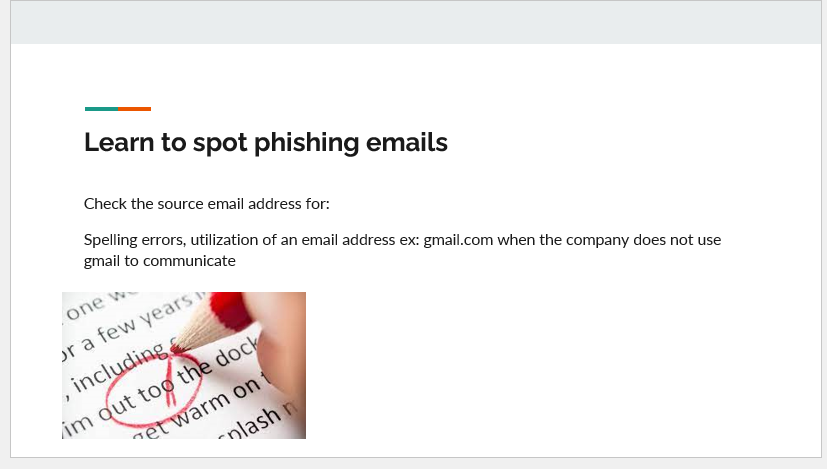 Learn to spot phishing emails
Check the source email address for:
Spelling errors, utilization of an email address ex: gmail.com when the company does not use
gmail to communicate
one
or a few years
, including
im out too the dock
get warm on
splash